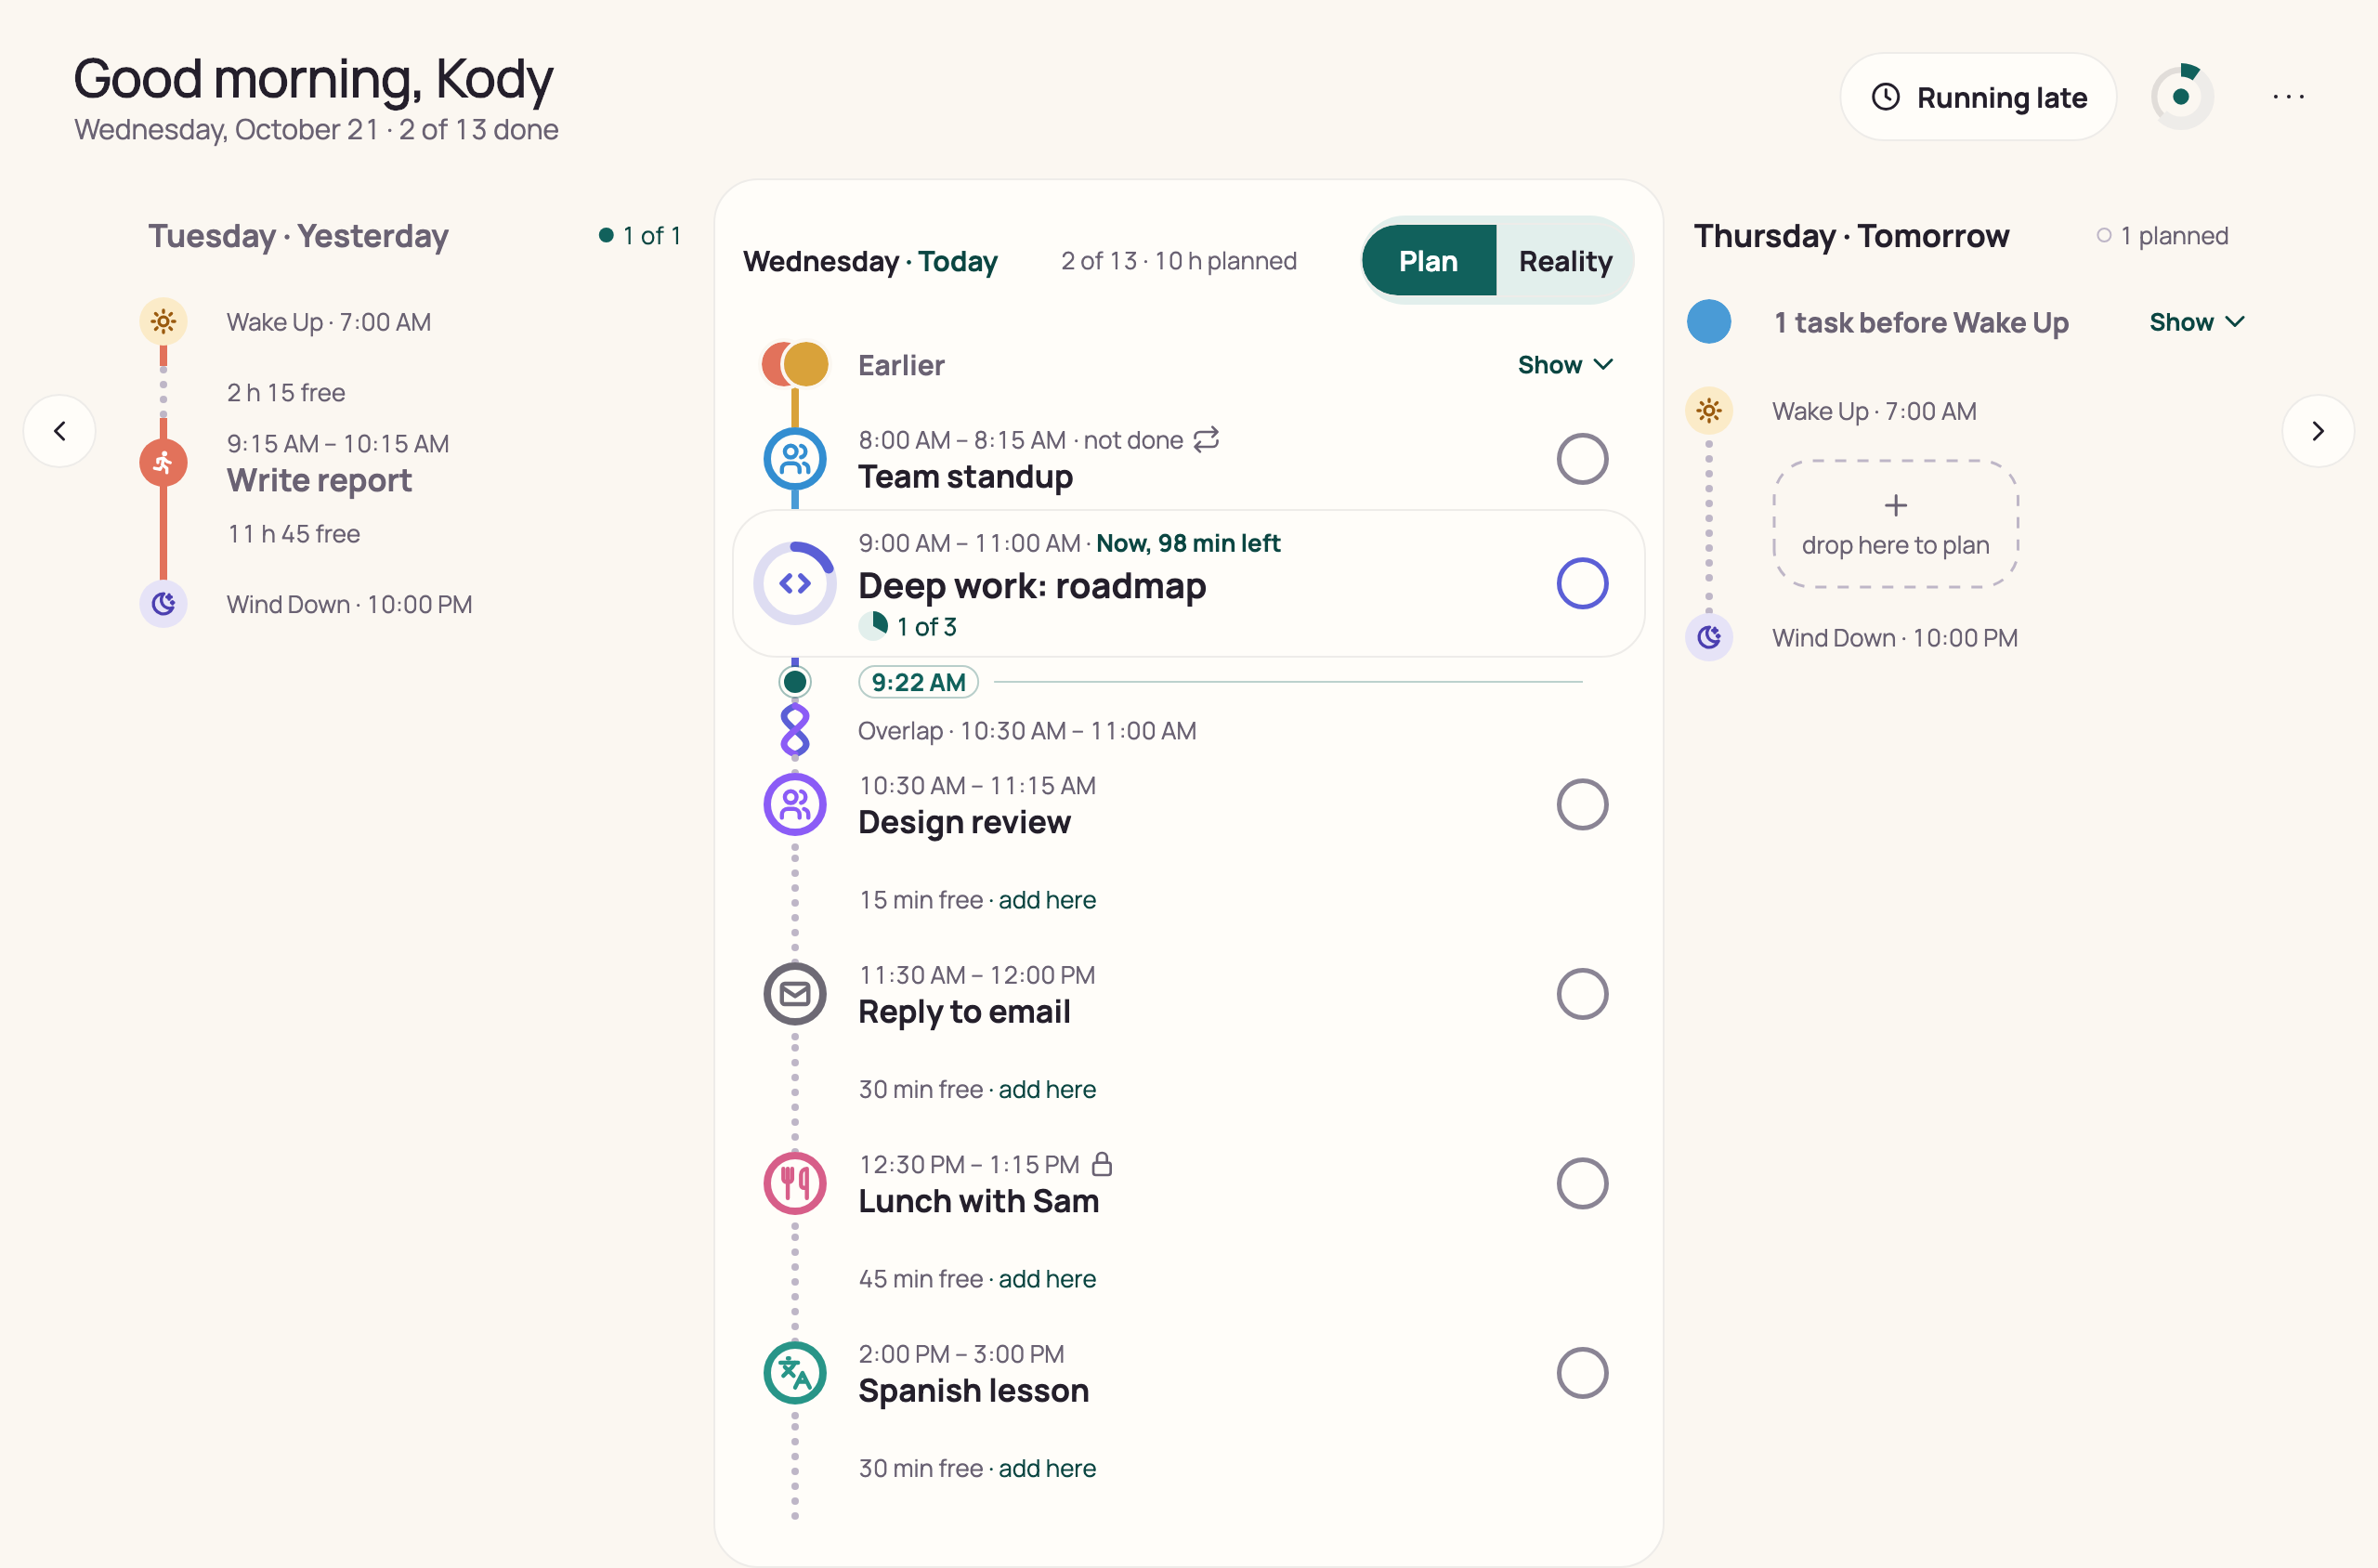 Good morning, Kody
Wednesday, October 21 · 2 of 13 done
Running late
Tuesday · Yesterday
1 of 1
Wake Up · 7:00 AM
2 h 15 free
9:15 AM – 10:15 AM
Write report
11 h 45 free
Wind Down · 10:00 PM
Wednesday · Today
2 of 13 · 10 h planned
Plan
Reality
Earlier
Show
8:00 AM – 8:15 AM · not done
Team standup
9:00 AM – 11:00 AM · Now, 98 min left
Deep work: roadmap
1 of 3
9:22 AM
Overlap · 10:30 AM – 11:00 AM
10:30 AM – 11:15 AM
Design review
15 min free · add here
11:30 AM – 12:00 PM
Reply to email
30 min free · add here
12:30 PM – 1:15 PM
Lunch with Sam
45 min free · add here
2:00 PM – 3:00 PM
Spanish lesson
30 min free · add here
Thursday · Tomorrow
1 planned
1 task before Wake Up
Show
Wake Up · 7:00 AM
drop here to plan
Wind Down · 10:00 PM